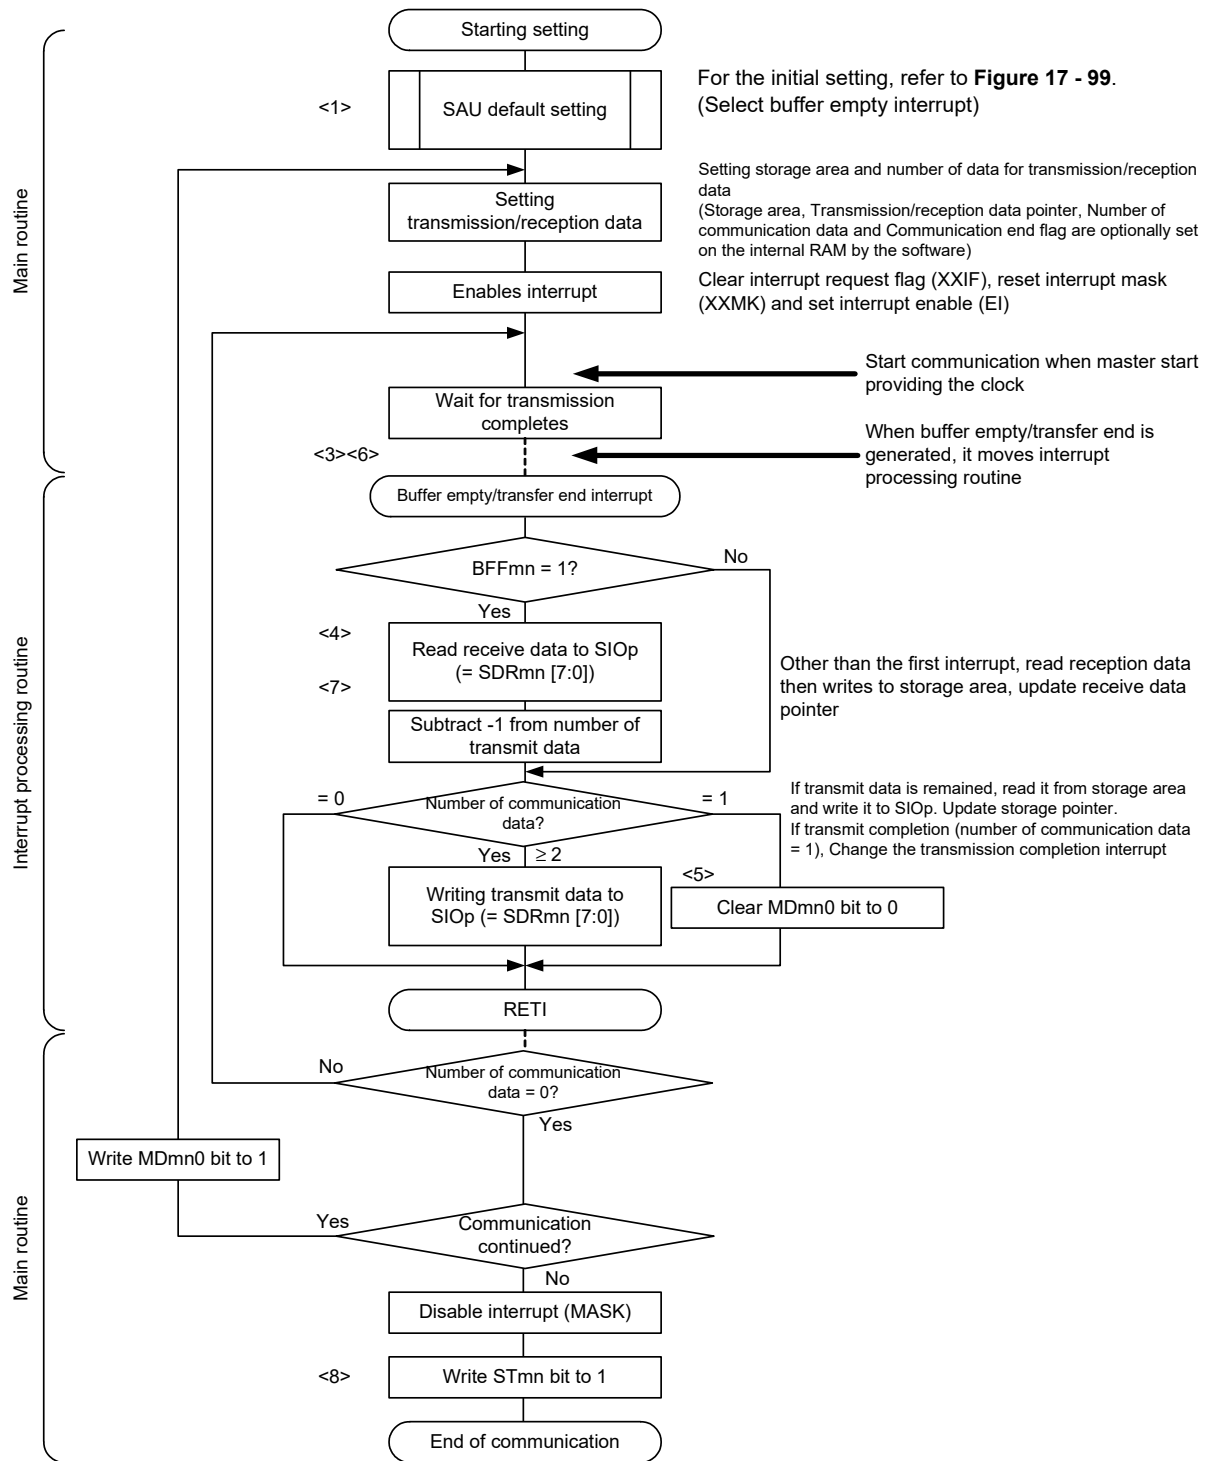 Starting setting
For the initial setting, refer to Figure 17 - 99.
(Select buffer empty interrupt)
<1>
SAU default setting
Main routine
Setting storage area and number of data for transmission/reception
data
(Storage area, Transmission/reception data pointer, Number of
communication data and Communication end flag are optionally set
on the internal RAM by the software)
Setting
transmission/reception data
Enables interrupt
Clear interrupt request flag (XXIF), reset interrupt mask
(XXMK) and set interrupt enable (EI)
Start communication when master start
providing the clock
Wait for transmission
completes
When buffer empty/transfer end is
generated, it moves interrupt
processing routine
<3><6>
Buffer empty/transfer end interrupt
Interrupt processing routine
BFFmn = 1?
No
Yes
<4>
Read receive data to SIOp
(= SDRmn [7:0])
<7>
Other than the first interrupt, read reception data
then writes to storage area, update receive data
pointer
Subtract -1 from number of
transmit data
= 0
Number of communication
data?
= 1
If transmit data is remained, read it from storage area
and write it to SIOp. Update storage pointer.
If transmit completion (number of communication data
= 1), Change the transmission completion interrupt
Yes
≥ 2
<5>
Writing transmit data to
SIOp (= SDRmn [7:0])
Clear MDmn0 bit to 0
RETI
No
Number of communication
data = 0?
Yes
Main routine
Write MDmn0 bit to 1
Yes
Communication
continued?
No
Disable interrupt (MASK)
<8>
Write STmn bit to 1
End of communication